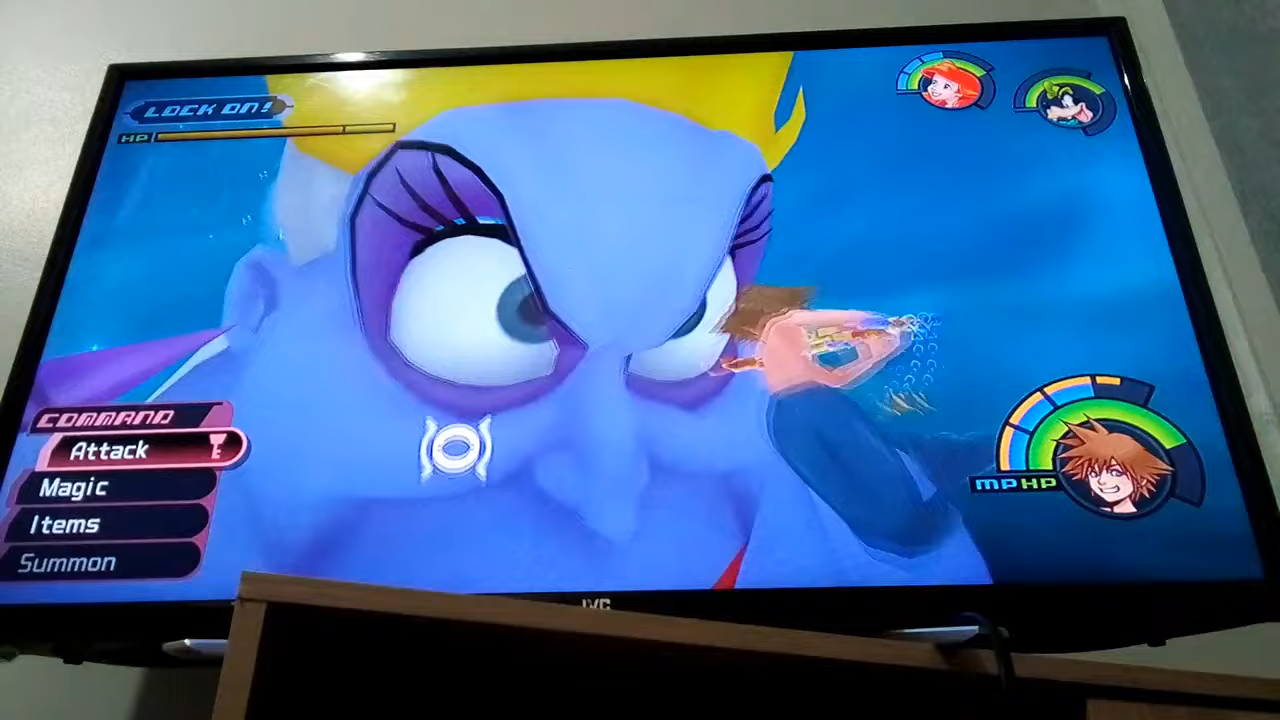 LOCK ON!
HP
COMMAND
Attack
Magic
Items
Summon
MP HP
JVC